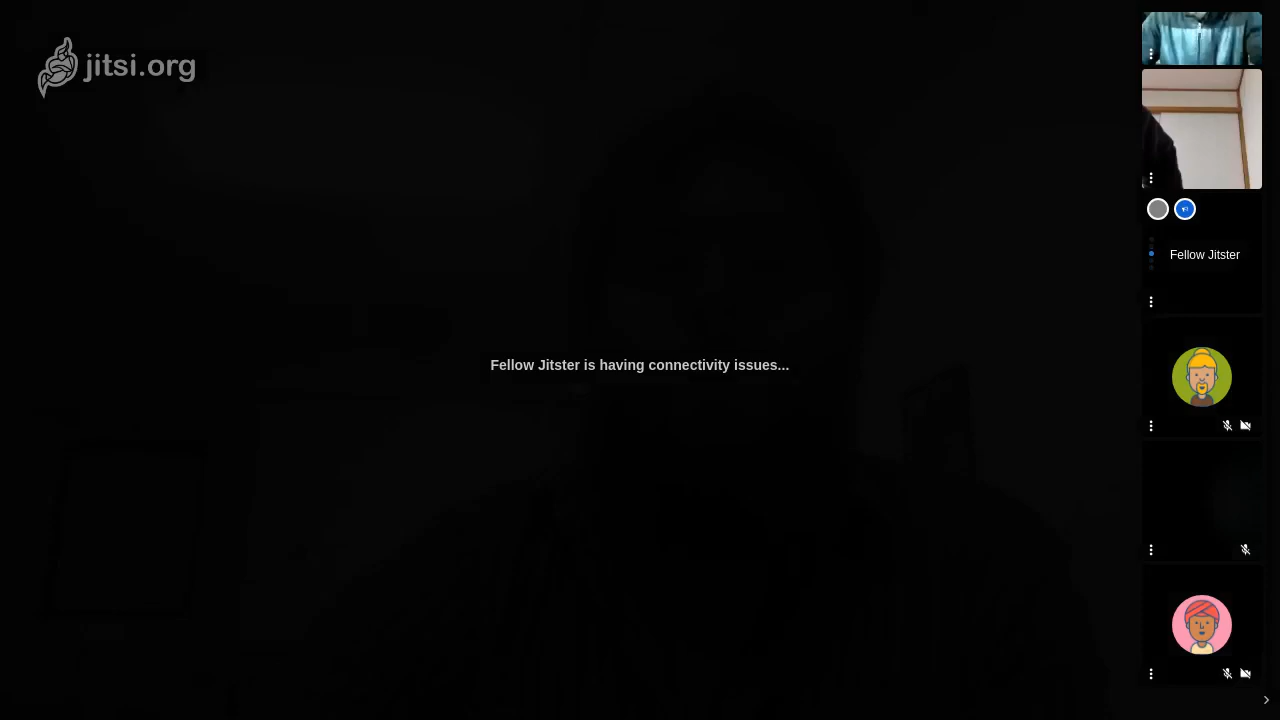 jitsi.org
Fellow Jitster
Fellow Jitster is having connectivity issues...